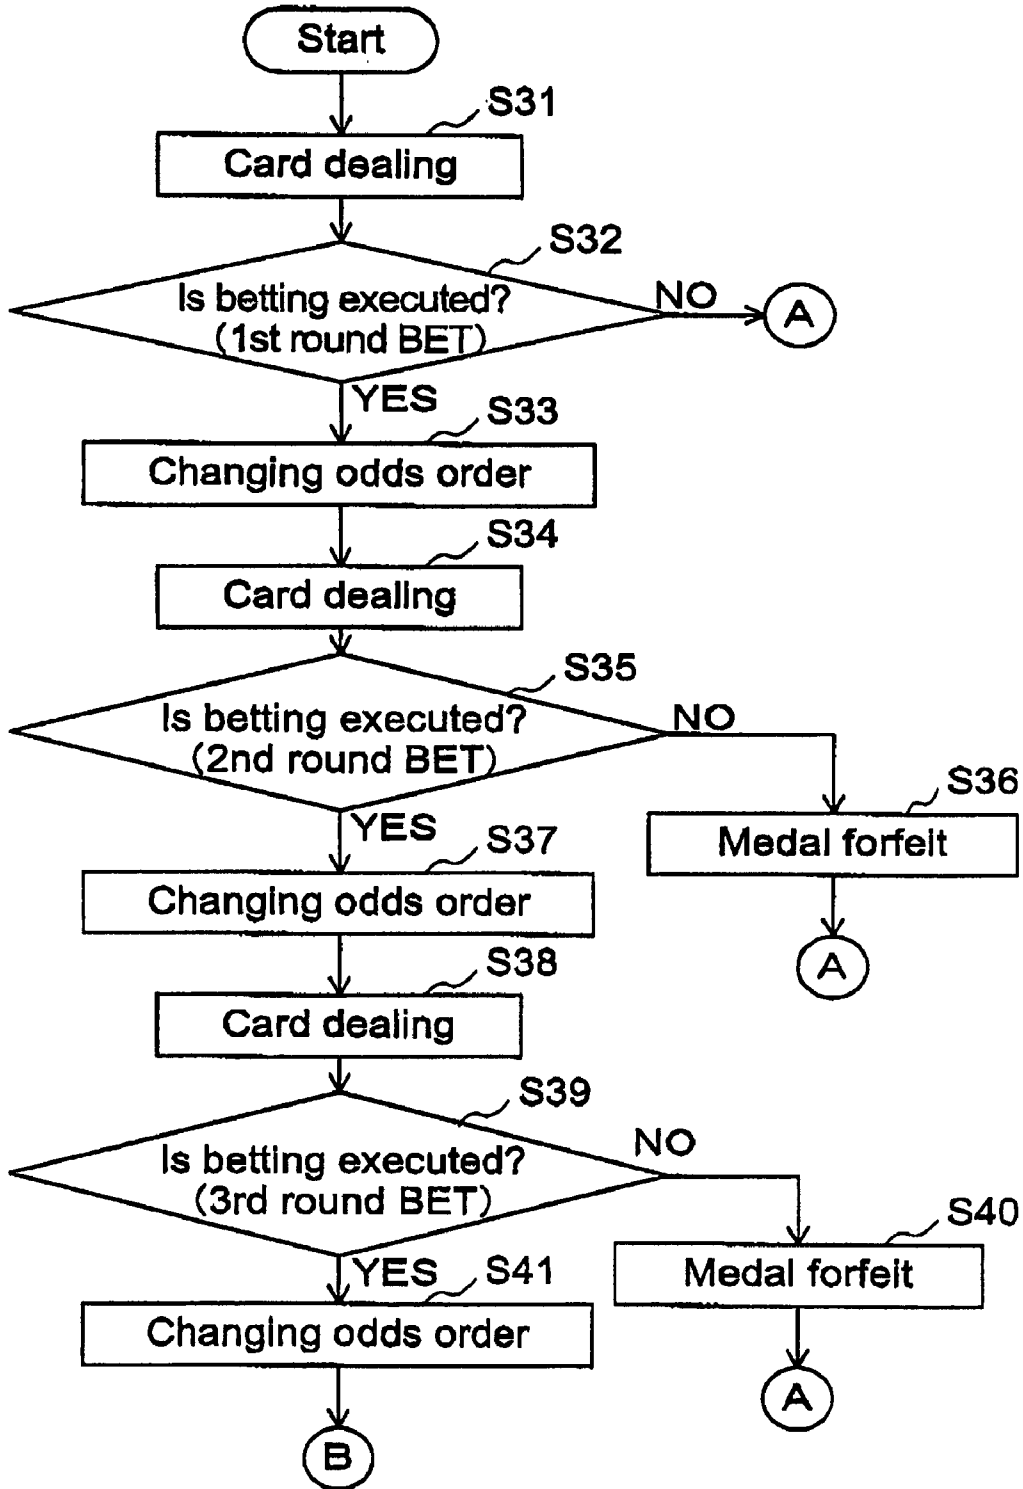 Start
S31
Card dealing
S32
Is betting executed?
(1st round BET)
NO
A
YES
S33
Changing odds order
S34
Card dealing
S35
Is betting executed?
(2nd round BET)
NO
S36
Medal forfeit
A
YES
S37
Changing odds order
S38
Card dealing
S39
Is betting executed?
(3rd round BET)
NO
S40
Medal forfeit
A
YES
S41
Changing odds order
B